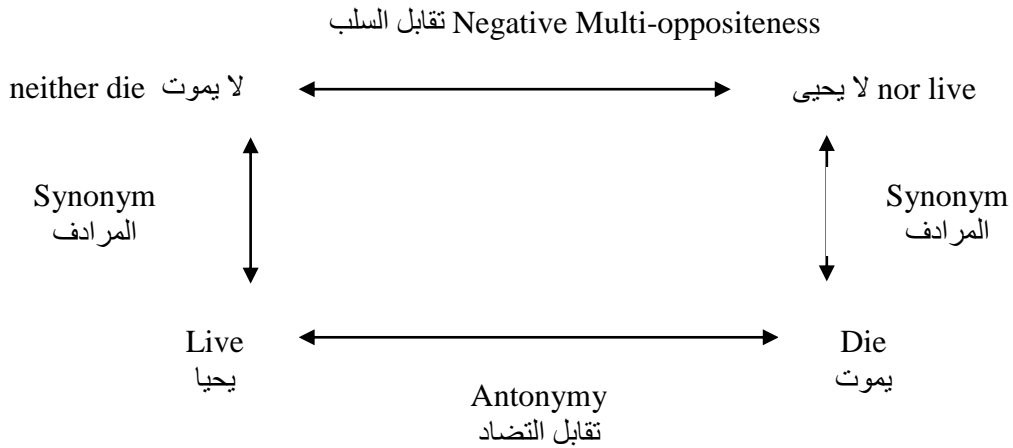 تقابل السلب Negative Multi-oppositeness
neither die لا يموت
لا يحيى nor live
Synonym
المرادف
Synonym
المرادف
Live
يحيا
Die
يموت
Antonymy
تقابل التضاد